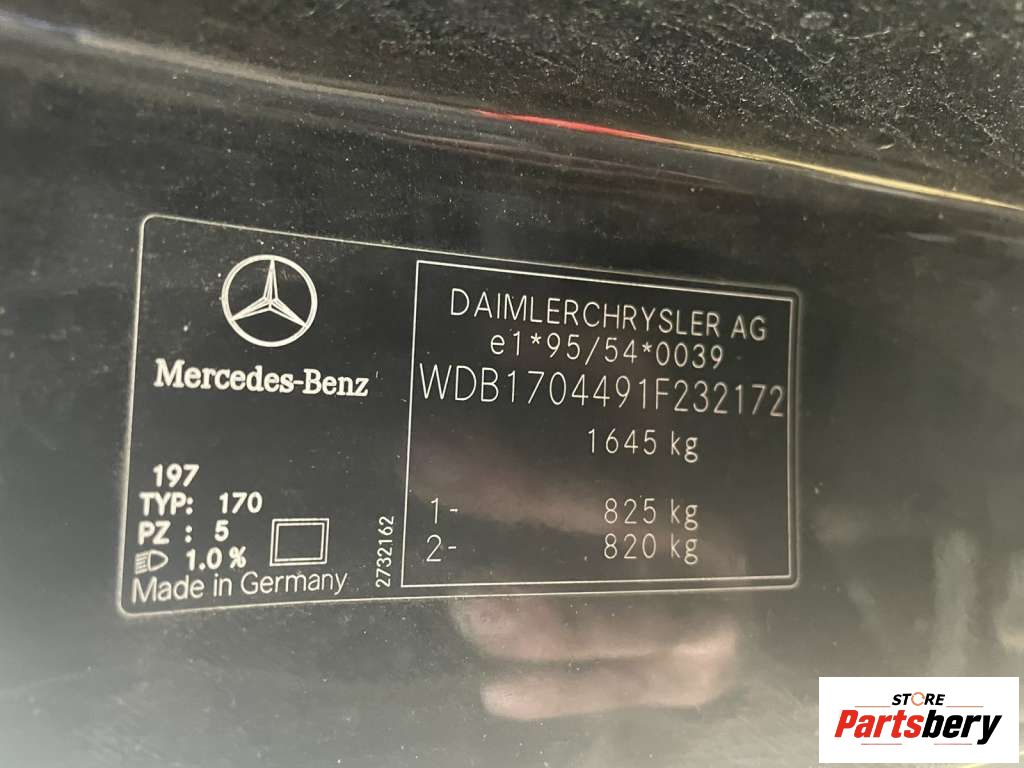 Mercedes-Benz
197
TYP: 170
PZ : 5
1.0 %
Made in Germany
2732162
DAIMLERCHRYSLER AG
e1*95/54*0039
WDB1704491F232172
1645 kg
1- 825 kg
2- 820 kg
STORE
Partsbery